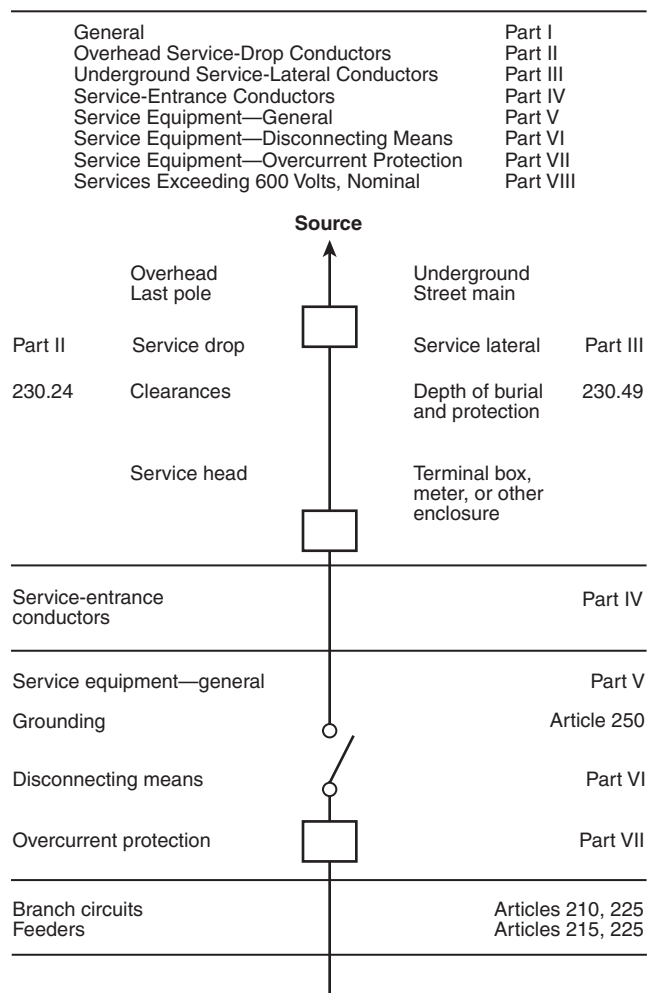 General Part I
Overhead Service-Drop Conductors Part II
Underground Service-Lateral Conductors Part III
Service-Entrance Conductors Part IV
Service Equipment—General Part V
Service Equipment—Disconnecting Means Part VI
Service Equipment—Overcurrent Protection Part VII
Services Exceeding 600 Volts, Nominal Part VIII
Source
Overhead Underground
Last pole Street main
Part II Service drop Service lateral Part III
230.24 Clearances Depth of burial 230.49
and protection
Service head Terminal box,
meter, or other
enclosure
Service-entrance Part IV
conductors
Service equipment—general Part V
Grounding Article 250
Disconnecting means Part VI
Overcurrent protection Part VII
Branch circuits Articles 210, 225
Feeders Articles 215, 225